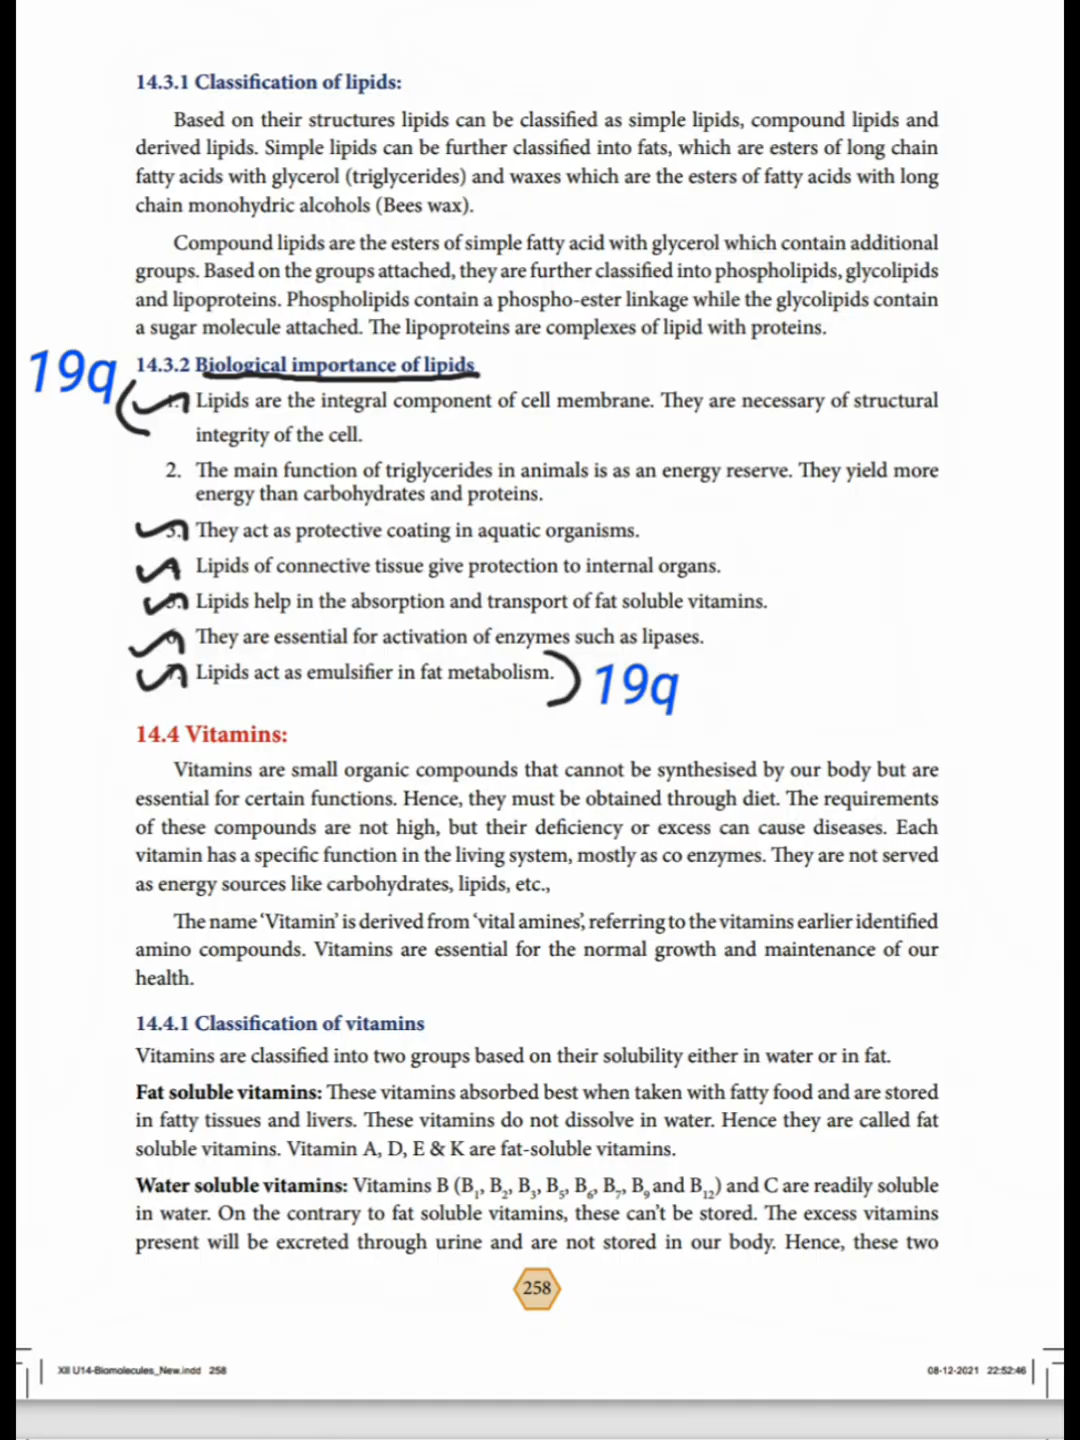 14.3.1 Classification of lipids:
Based on their structures lipids can be classified as simple lipids, compound lipids and
derived lipids. Simple lipids can be further classified into fats, which are esters of long chain
fatty acids with glycerol (triglycerides) and waxes which are the esters of fatty acids with long
chain monohydric alcohols (Bees wax).
Compound lipids are the esters of simple fatty acid with glycerol which contain additional
groups. Based on the groups attached, they are further classified into phospholipids, glycolipids
and lipoproteins. Phospholipids contain a phospho-ester linkage while the glycolipids contain
a sugar molecule attached. The lipoproteins are complexes of lipid with proteins.
19q
14.3.2 Biological importance of lipids
Lipids are the integral component of cell membrane. They are necessary of structural
integrity of the cell.
2. The main function of triglycerides in animals is as an energy reserve. They yield more
energy than carbohydrates and proteins.
They act as protective coating in aquatic organisms.
Lipids of connective tissue give protection to internal organs.
Lipids help in the absorption and transport of fat soluble vitamins.
They are essential for activation of enzymes such as lipases.
Lipids act as emulsifier in fat metabolism.
19q
14.4 Vitamins:
Vitamins are small organic compounds that cannot be synthesised by our body but are
essential for certain functions. Hence, they must be obtained through diet. The requirements
of these compounds are not high, but their deficiency or excess can cause diseases. Each
vitamin has a specific function in the living system, mostly as co enzymes. They are not served
as energy sources like carbohydrates, lipids, etc.,
The name 'Vitamin' is derived from 'vital amines', referring to the vitamins earlier identified
amino compounds. Vitamins are essential for the normal growth and maintenance of our
health.
14.4.1 Classification of vitamins
Vitamins are classified into two groups based on their solubility either in water or in fat.
Fat soluble vitamins: These vitamins absorbed best when taken with fatty food and are stored
in fatty tissues and livers. These vitamins do not dissolve in water. Hence they are called fat
soluble vitamins. Vitamin A, D, E & K are fat-soluble vitamins.
Water soluble vitamins: Vitamins B (B₁, B₂, B₃, B₅, B₆, B₇, B₉ and B₁₂) and C are readily soluble
in water. On the contrary to fat soluble vitamins, these can't be stored. The excess vitamins
present will be excreted through urine and are not stored in our body. Hence, these two
258
XII U14-Biomolecules_New.indd 258
08-12-2021 22:52:46